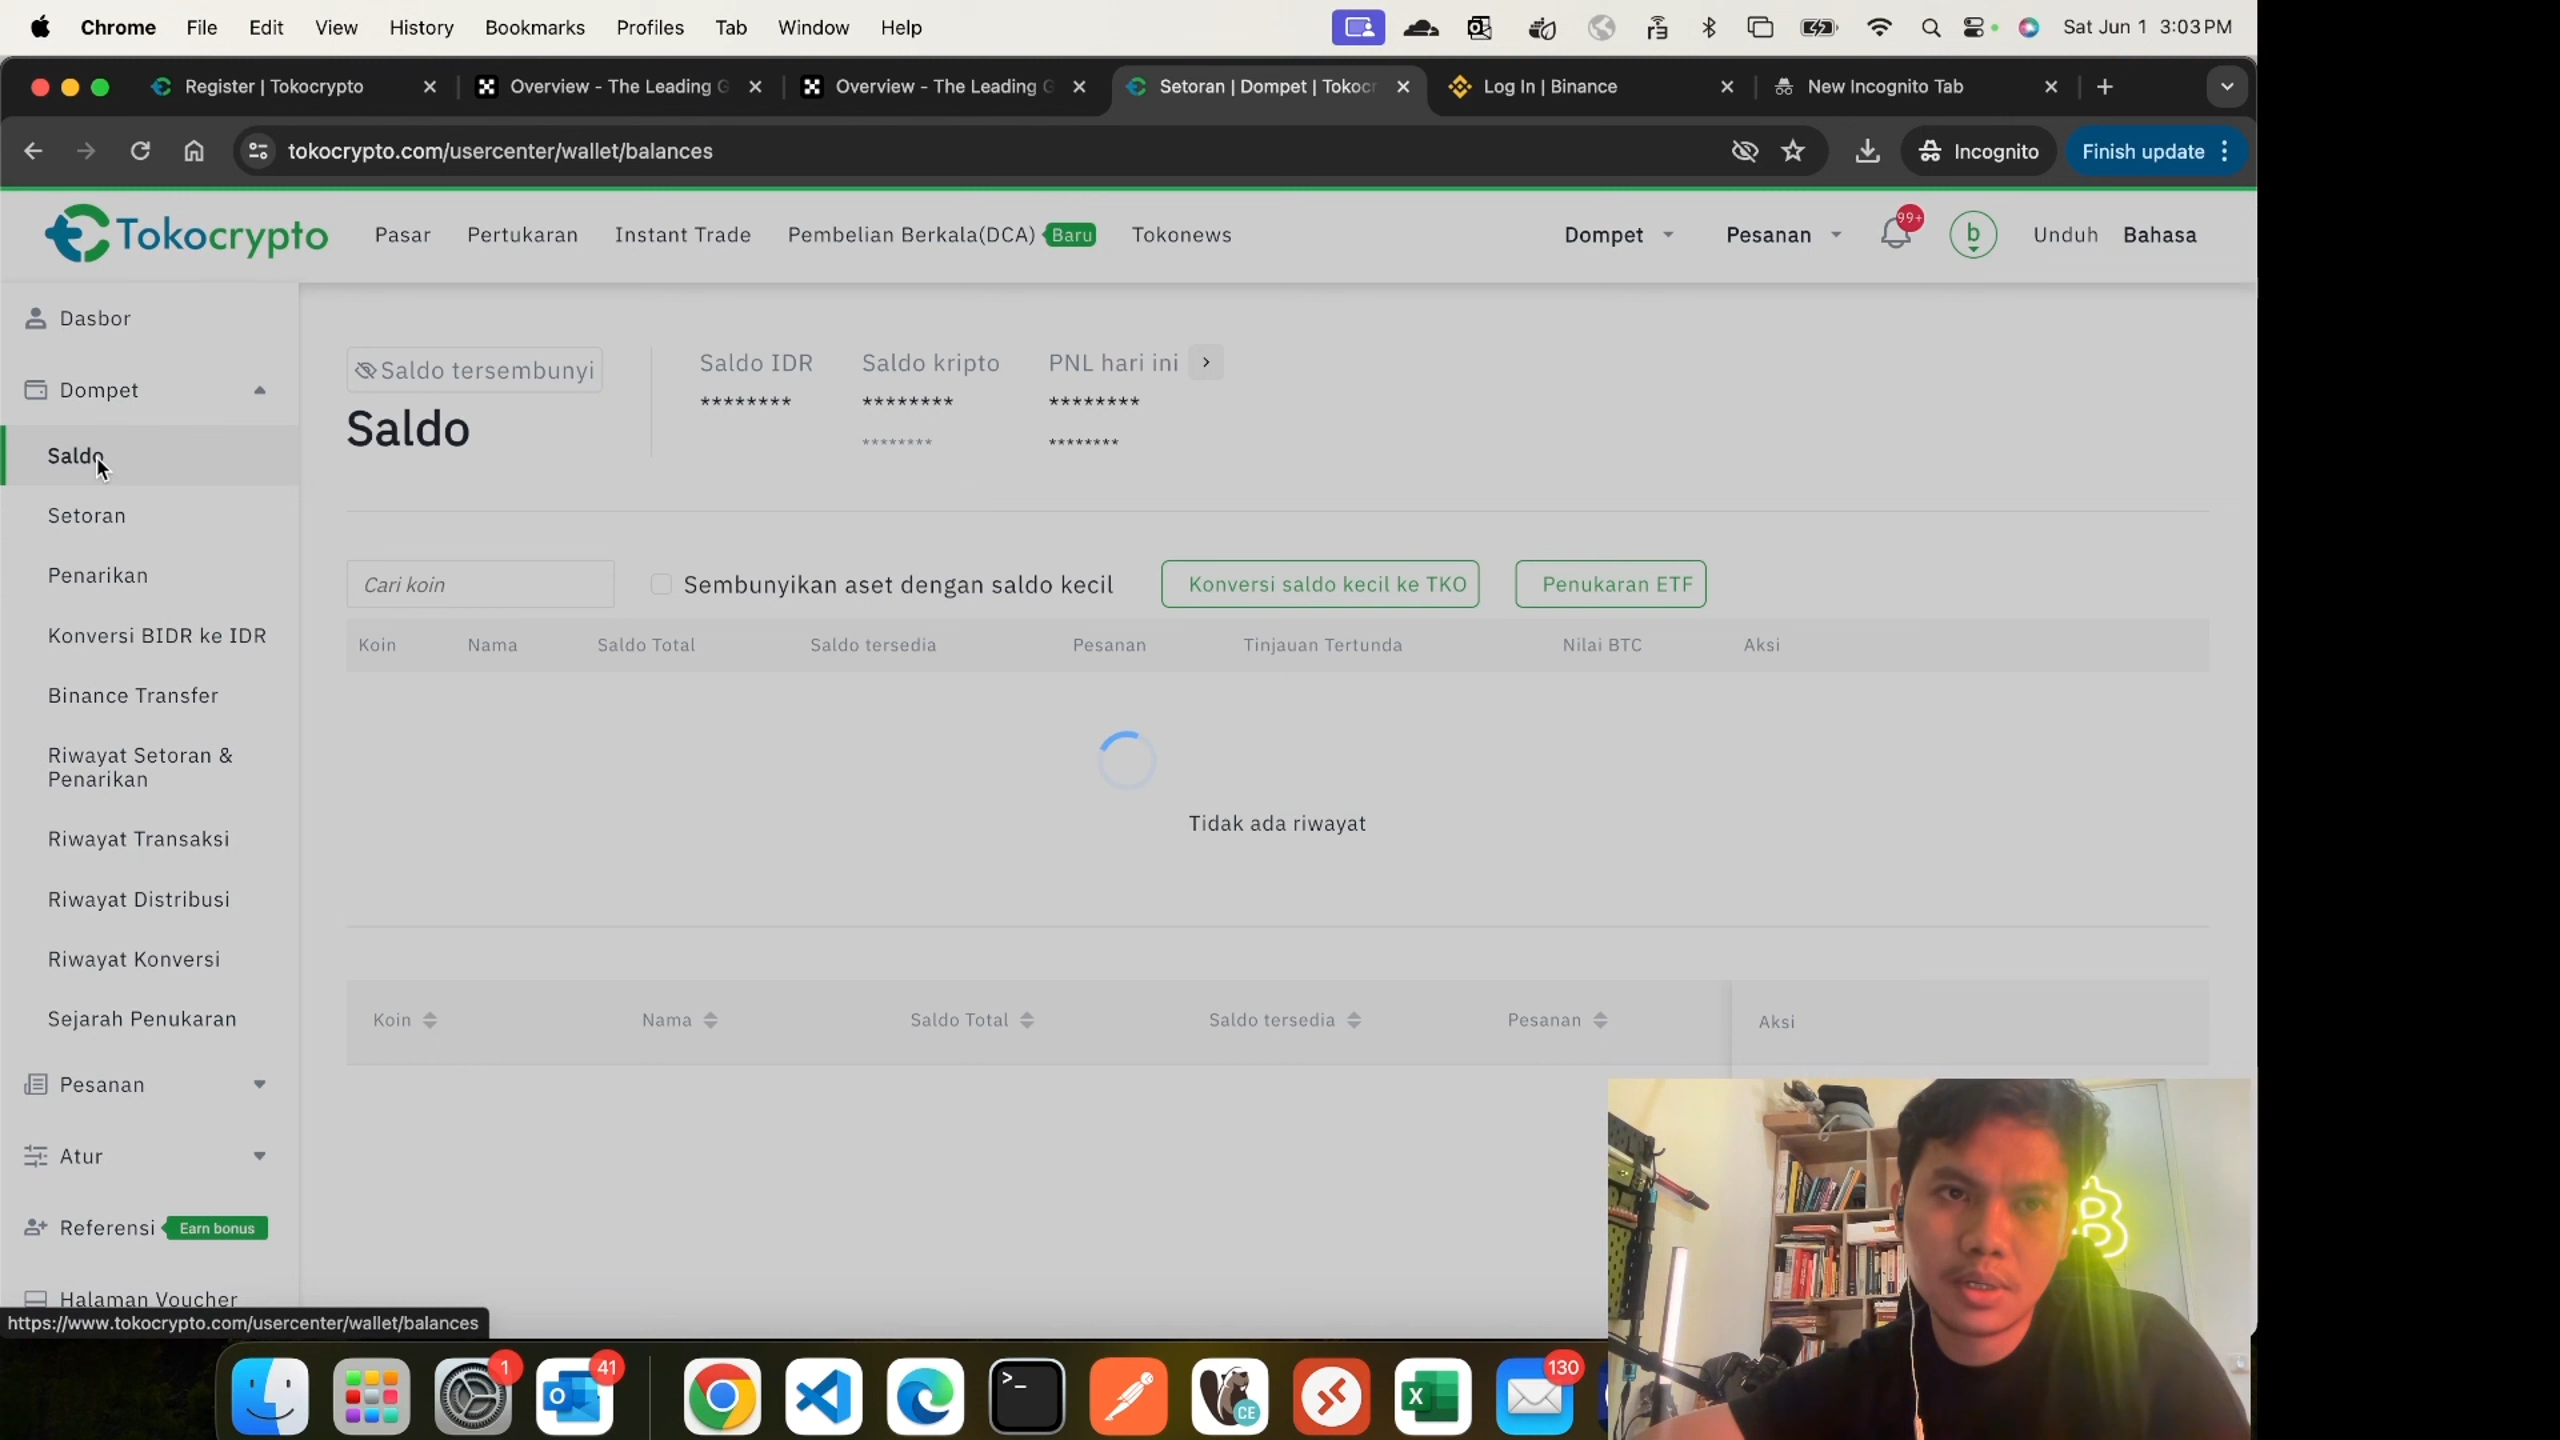 Chrome File Edit View History Bookmarks Profiles Tab Window Help Sat Jun 1 3:03 PM
Register | Tokocrypto Overview - The Leading G Overview - The Leading G Setoran | Dompet | Tokocr Log In | Binance New Incognito Tab
tokocrypto.com/usercenter/wallet/balances Incognito Finish update
Tokocrypto Pasar Pertukaran Instant Trade Pembelian Berkala(DCA) Baru Tokonews Dompet Pesanan 99+ b Unduh Bahasa
Dasbor
Dompet
Saldo
Setoran
Penarikan
Konversi BIDR ke IDR
Binance Transfer
Riwayat Setoran &
Penarikan
Riwayat Transaksi
Riwayat Distribusi
Riwayat Konversi
Sejarah Penukaran
Pesanan
Atur
Referensi Earn bonus
Halaman Voucher
https://www.tokocrypto.com/usercenter/wallet/balances
Saldo tersembunyi
Saldo
Saldo IDR Saldo kripto PNL hari ini >
******** ******** ********
******** ********
Cari koin Sembunyikan aset dengan saldo kecil Konversi saldo kecil ke TKO Penukaran ETF
Koin Nama Saldo Total Saldo tersedia Pesanan Tinjauan Tertunda Nilai BTC Aksi
Tidak ada riwayat
Koin Nama Saldo Total Saldo tersedia Pesanan Aksi
1 41 130
CE